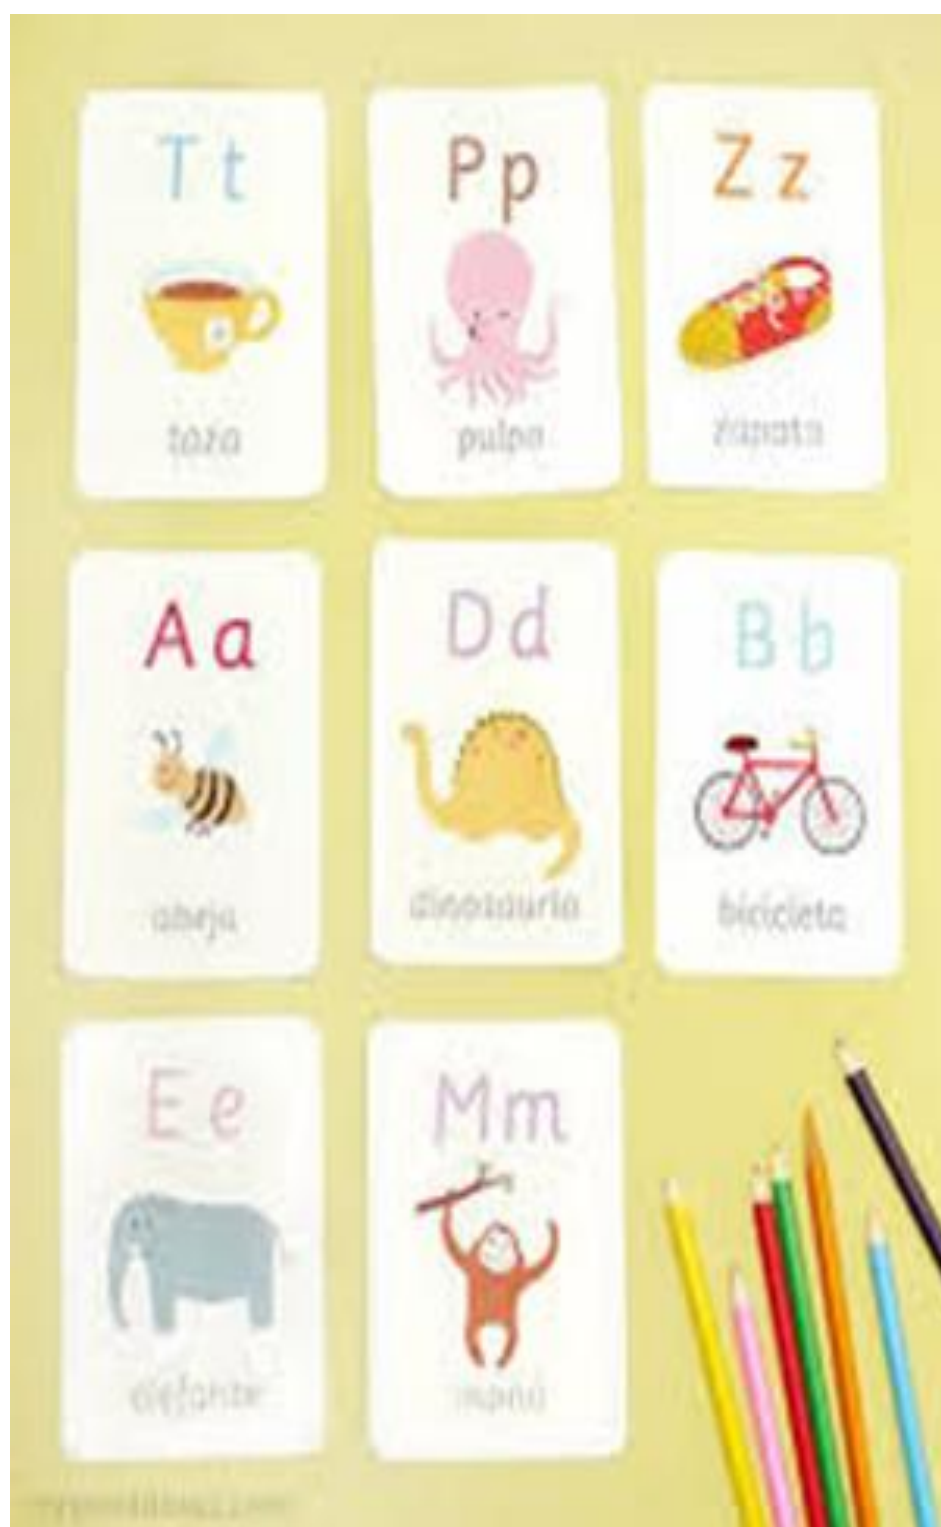 Tt
Pp
Zz
taza
pulpo
zapato
Aa
Dd
Bb
abeja
dinosaurio
bicicleta
Ee
Mm
elefante
mono